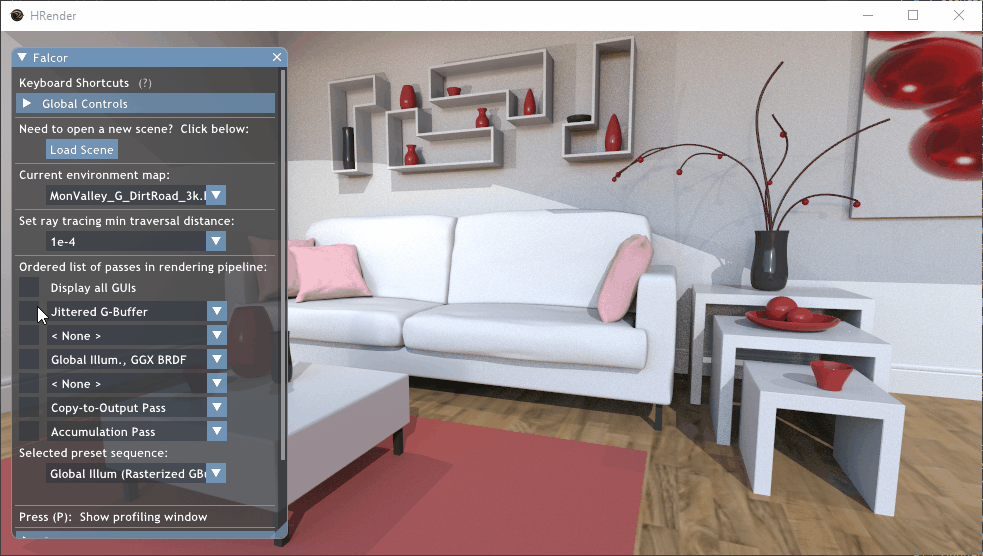 HRender
Falcor
Keyboard Shortcuts (?)
Global Controls
Need to open a new scene? Click below:
Load Scene
Current environment map:
MonValley_G_DirtRoad_3k.
Set ray tracing min traversal distance:
1e-4
Ordered list of passes in rendering pipeline:
Display all GUIs
Jittered G-Buffer
< None >
Global Illum., GGX BRDF
< None >
Copy-to-Output Pass
Accumulation Pass
Selected preset sequence:
Global Illum (Rasterized GB
Press (P): Show profiling window